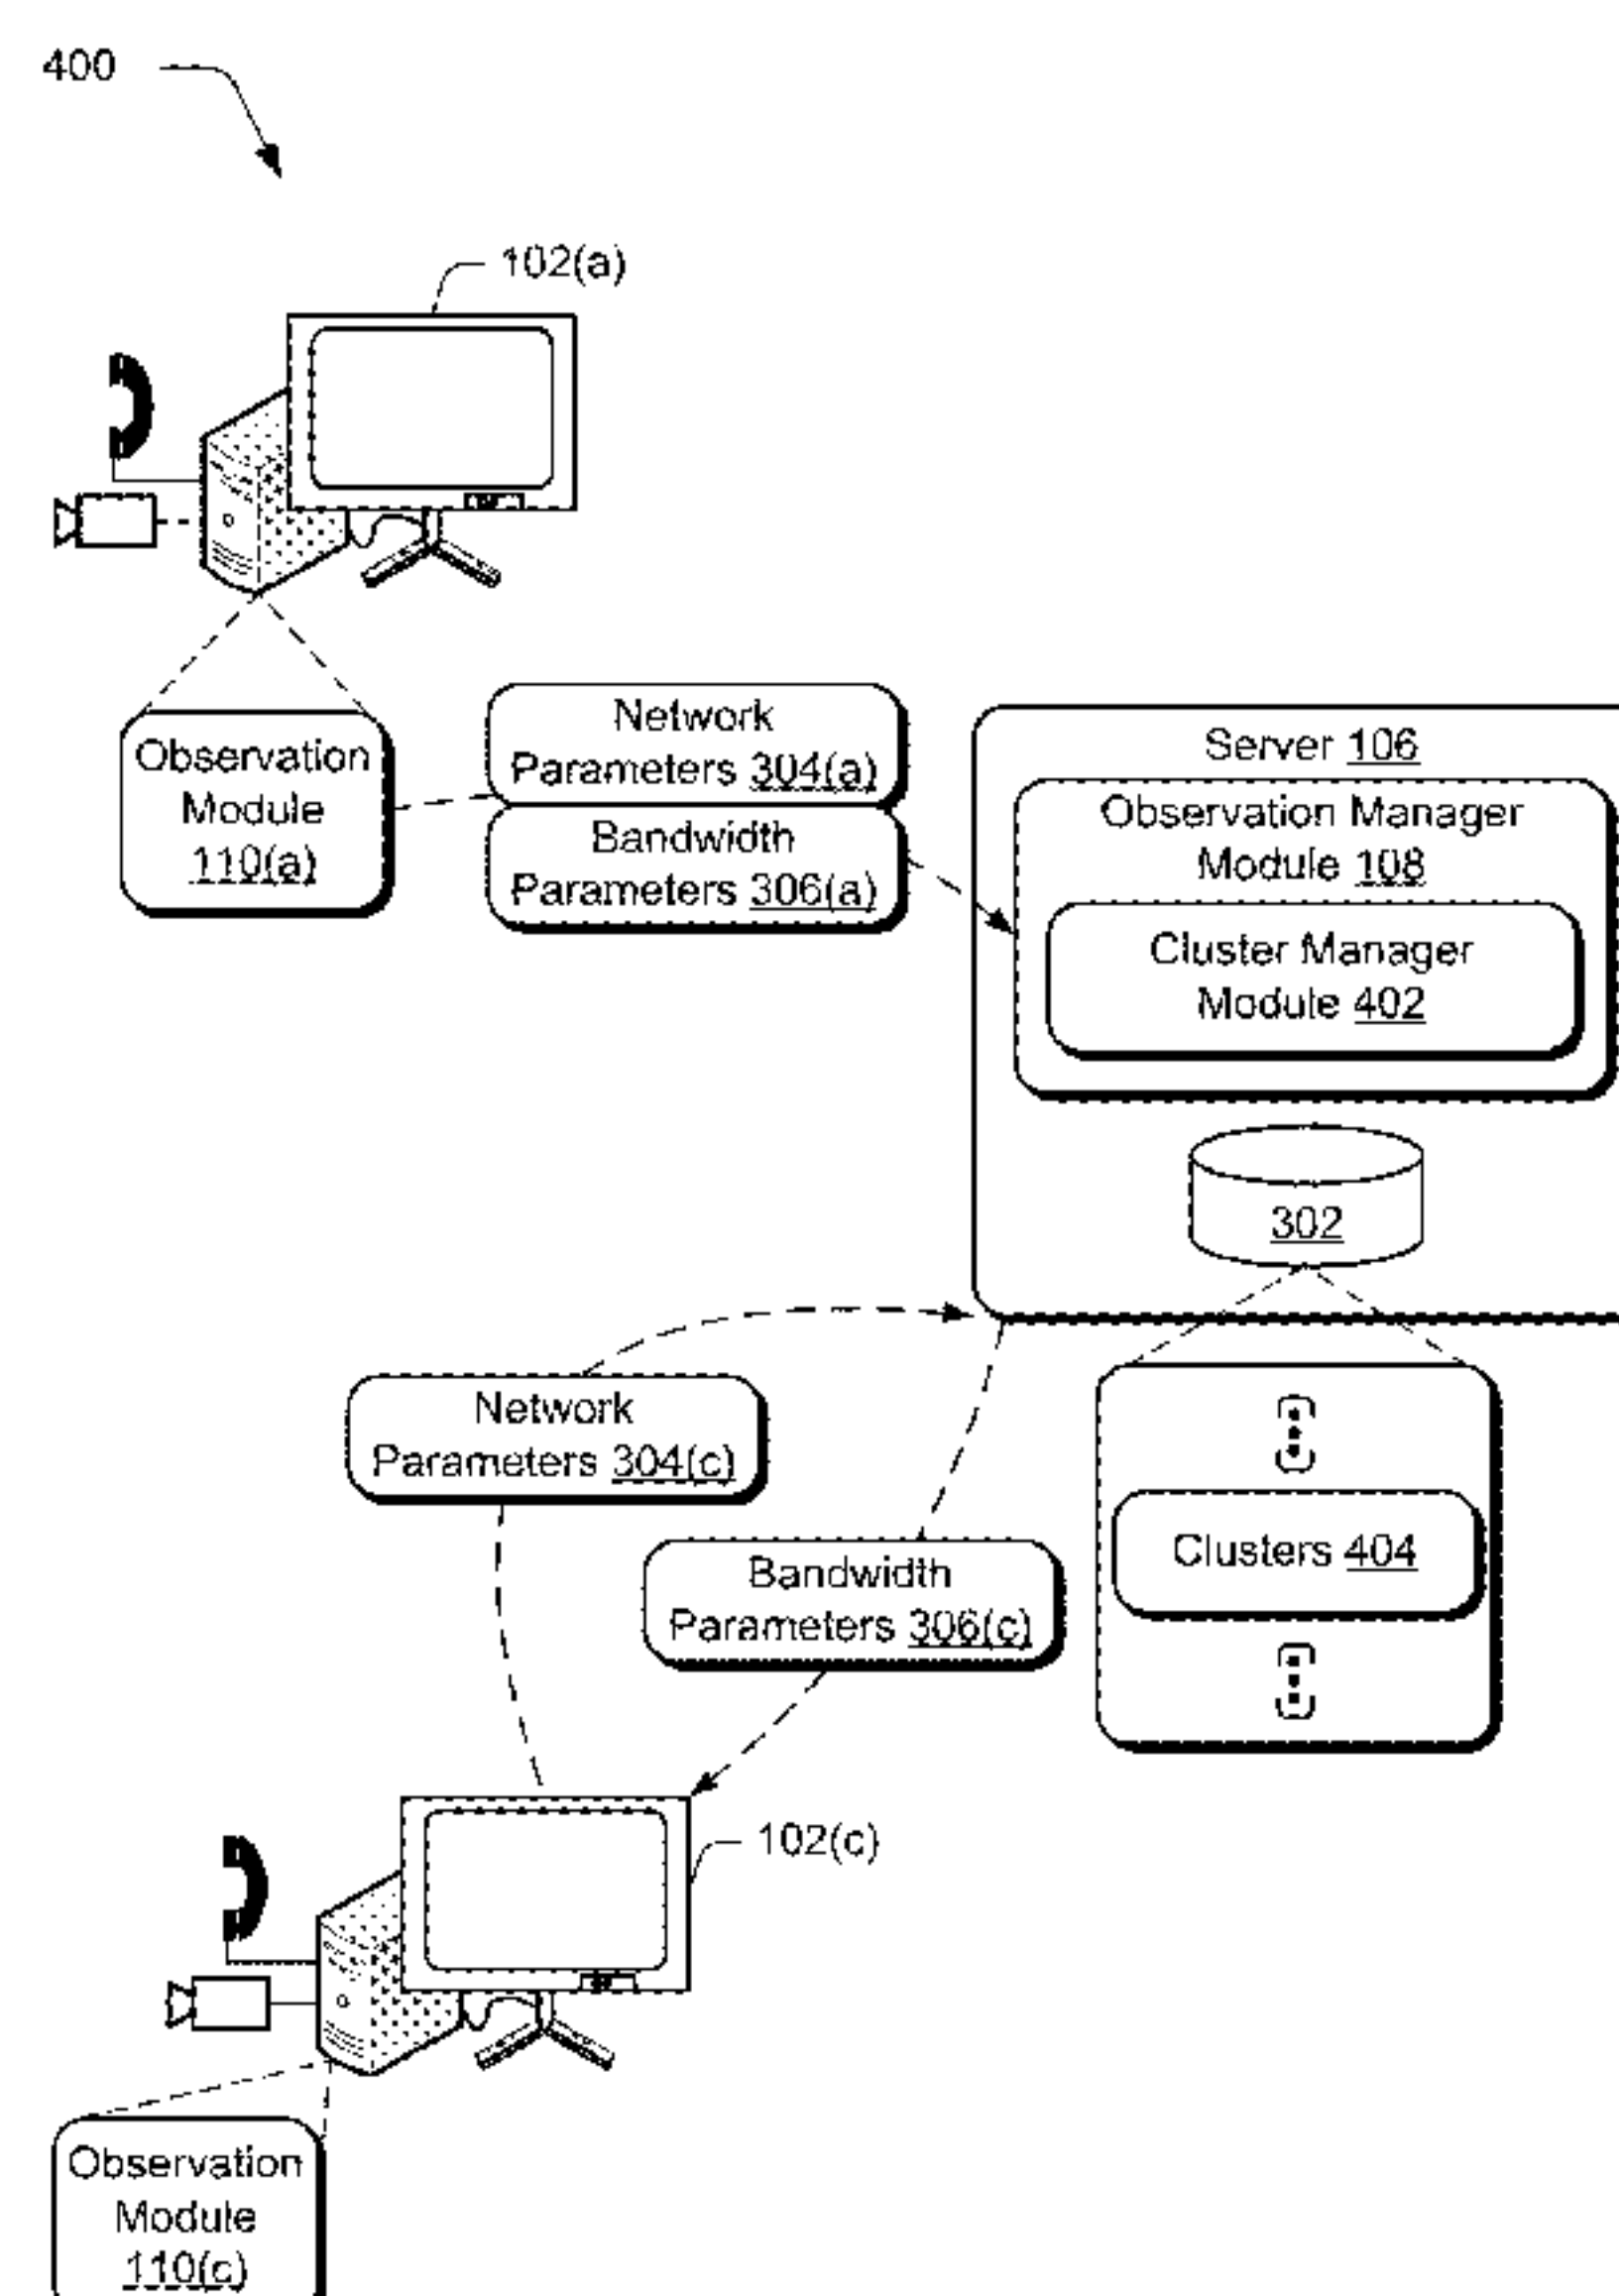 400
102(a)
Observation
Module
110(a)
Network
Parameters 304(a)
Bandwidth
Parameters 306(a)
Server 106
Observation Manager
Module 108
Cluster Manager
Module 402
302
Network
Parameters 304(c)
Bandwidth
Parameters 306(c)
Clusters 404
102(c)
Observation
Module
110(c)